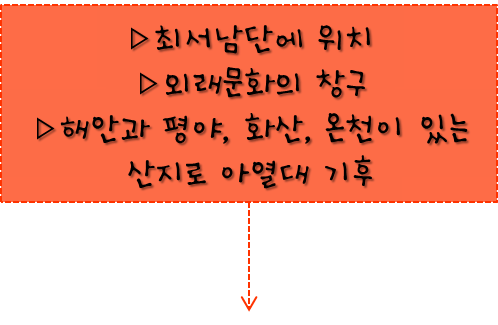 ▷최서남단에 위치
▷외래문화의 창구
▷해안과 평야, 화산, 온천이 있는
산지로 아열대 기후